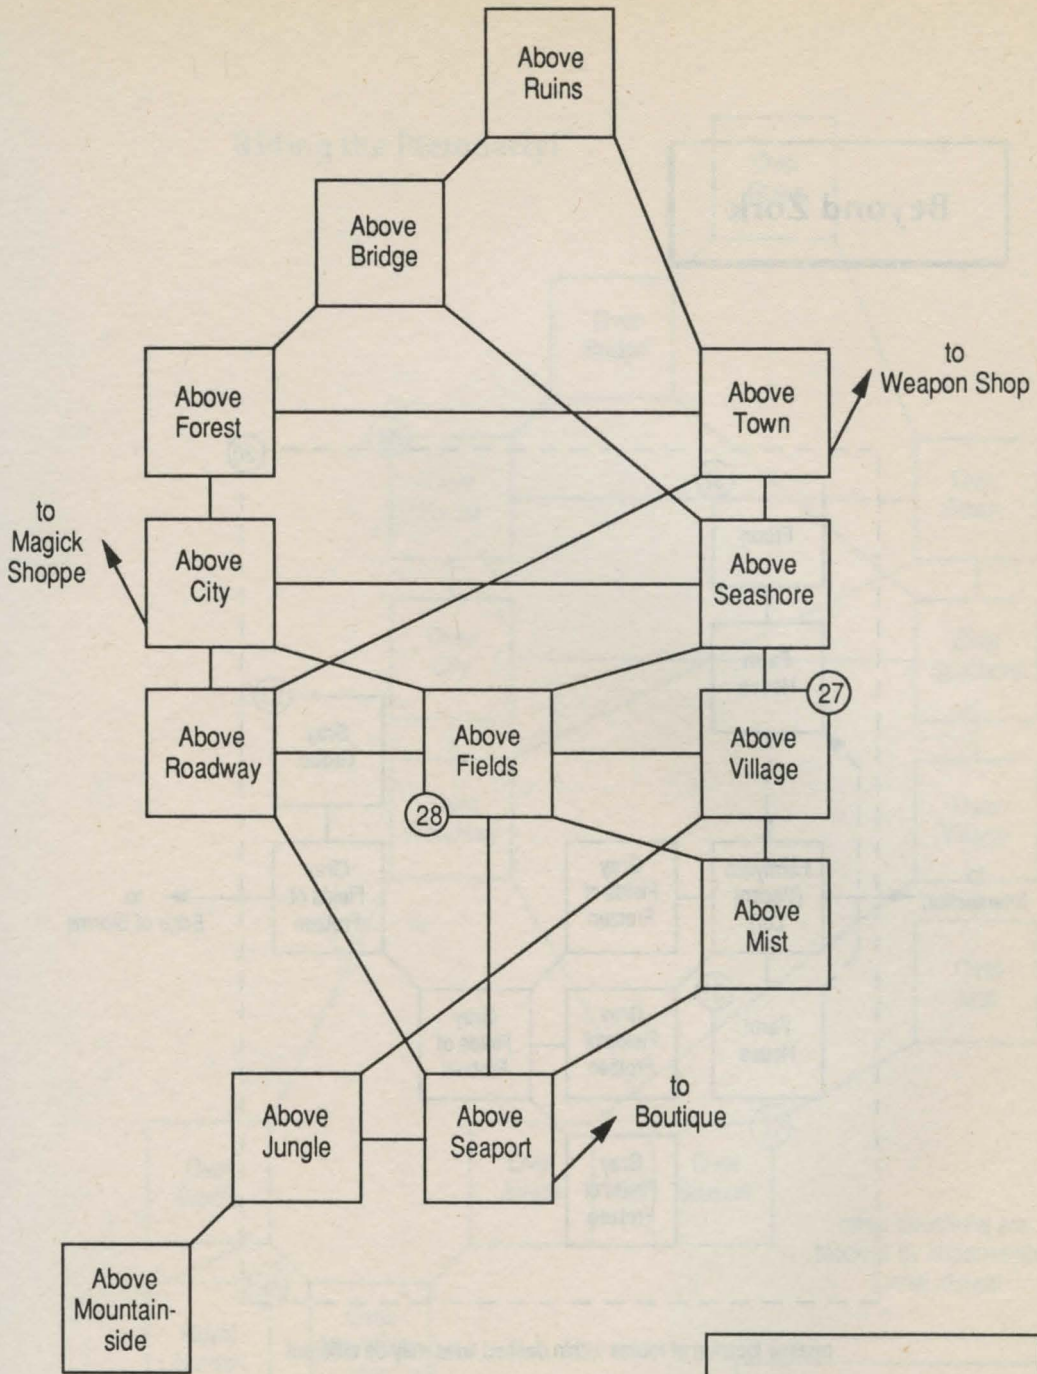 Above
Ruins
Above
Bridge
Above
Forest
Above
Town
to
Weapon Shop
to
Magick
Shoppe
Above
City
Above
Seashore
Above
Roadway
Above
Fields
28
Above
Village
27
Above
Mist
Above
Jungle
Above
Seaport
to
Boutique
Above
Mountain-
side
Beyond Zork